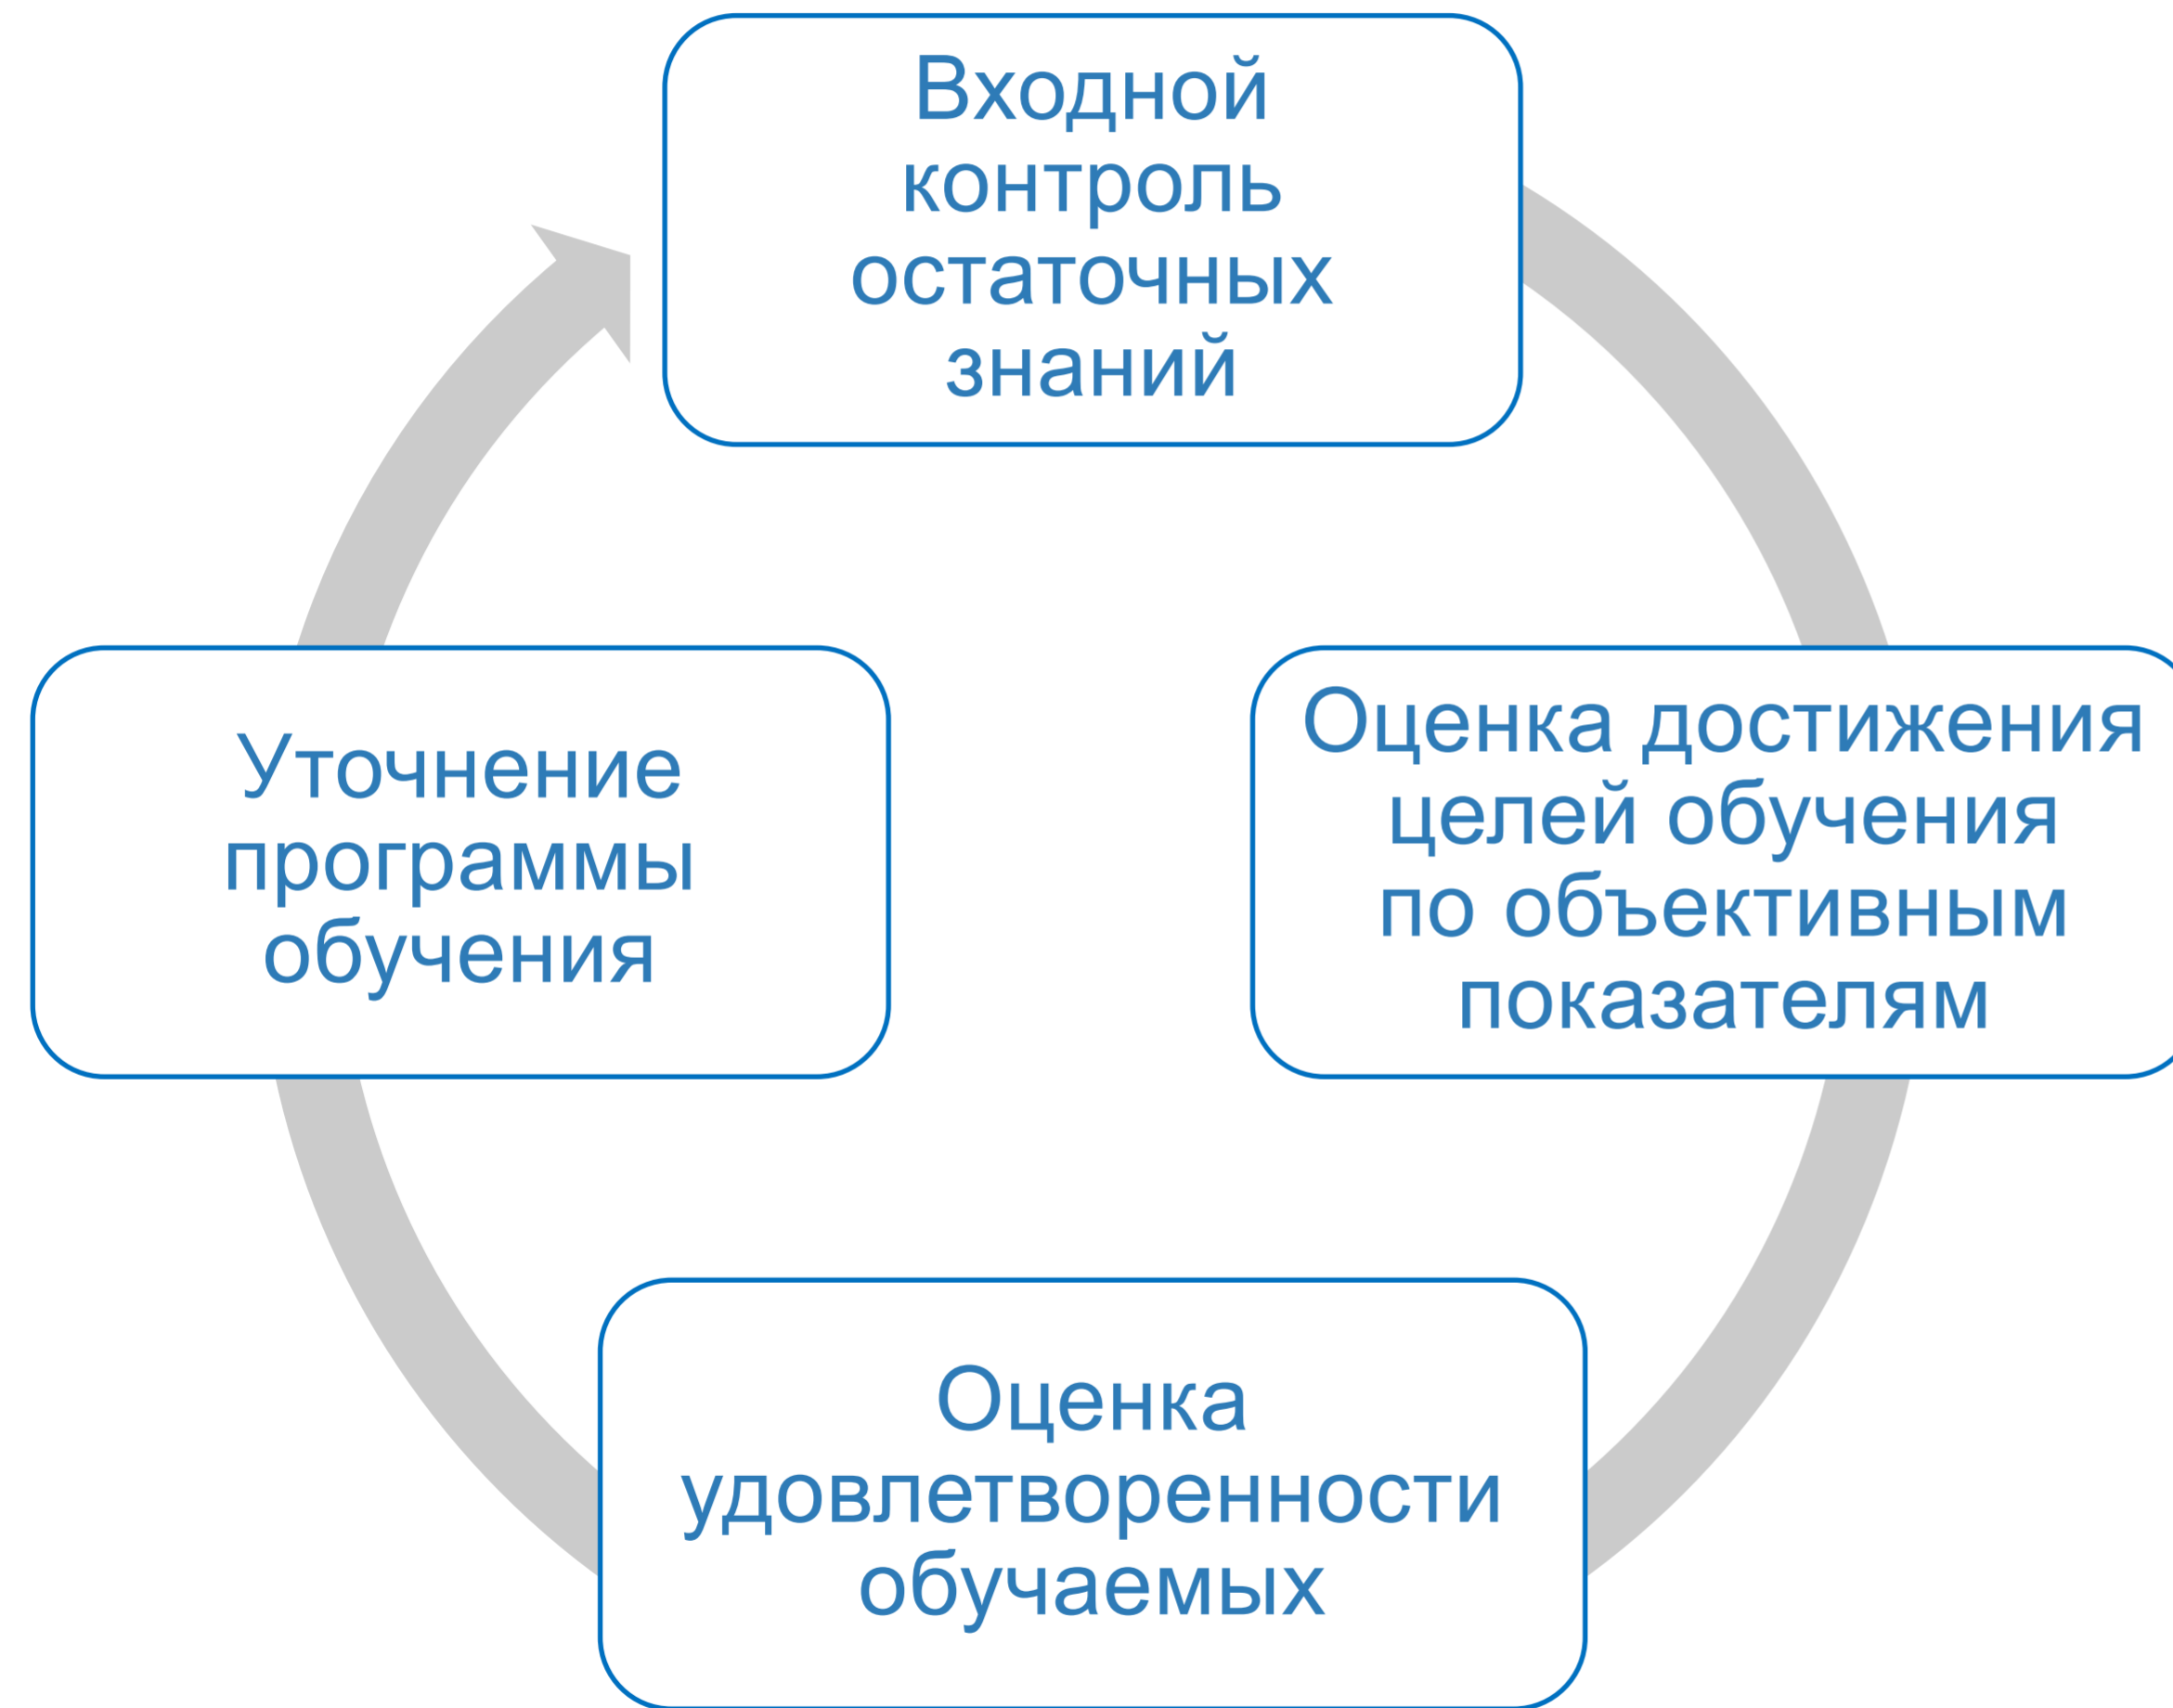 Входной
контроль
остаточных
знаний
Оценка достижения
целей обучения
по объективным
показателям
Оценка
удовлетворенности
обучаемых
Уточнение
программы
обучения